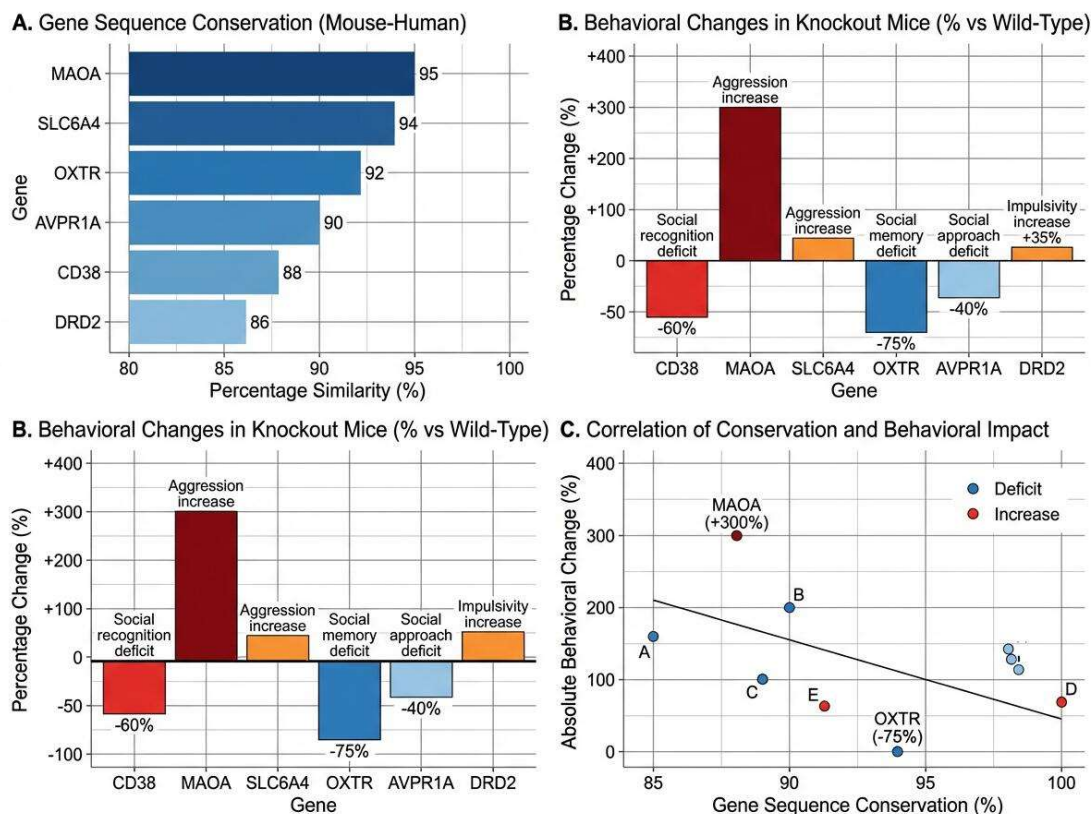 A. Gene Sequence Conservation (Mouse-Human)
Gene
MAOA
95
SLC6A4
94
OXTR
92
AVPR1A
90
CD38
88
DRD2
86
80
85
90
95
100
Percentage Similarity (%)
B. Behavioral Changes in Knockout Mice (% vs Wild-Type)
Percentage Change (%)
+400
+300
+200
+100
0
-50
Social
recognition
deficit
-60%
Aggression
increase
Aggression
increase
Social
memory
deficit
-75%
Social
approach
deficit
-40%
Impulsivity
increase
+35%
CD38
MAOA
SLC6A4
OXTR
AVPR1A
DRD2
Gene
B. Behavioral Changes in Knockout Mice (% vs Wild-Type)
Percentage Change (%)
+400
+300
+200
+100
0
-50
-100
Social
recognition
deficit
-60%
Aggression
increase
Aggression
increase
Social
memory
deficit
-75%
Social
approach
deficit
-40%
Impulsivity
increase
CD38
MAOA
SLC6A4
OXTR
AVPR1A
DRD2
Gene
C. Correlation of Conservation and Behavioral Impact
Absolute Behavioral Change (%)
400
300
200
100
0
Deficit
Increase
MAOA
(+300%)
B
A
C
E
D
OXTR
(-75%)
85
90
95
100
Gene Sequence Conservation (%)